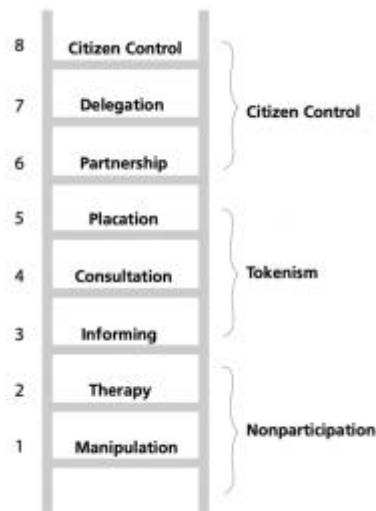 8 Citizen Control
7 Delegation
Citizen Control
6 Partnership
5 Placation
4 Consultation
Tokenism
3 Informing
2 Therapy
Nonparticipation
1 Manipulation